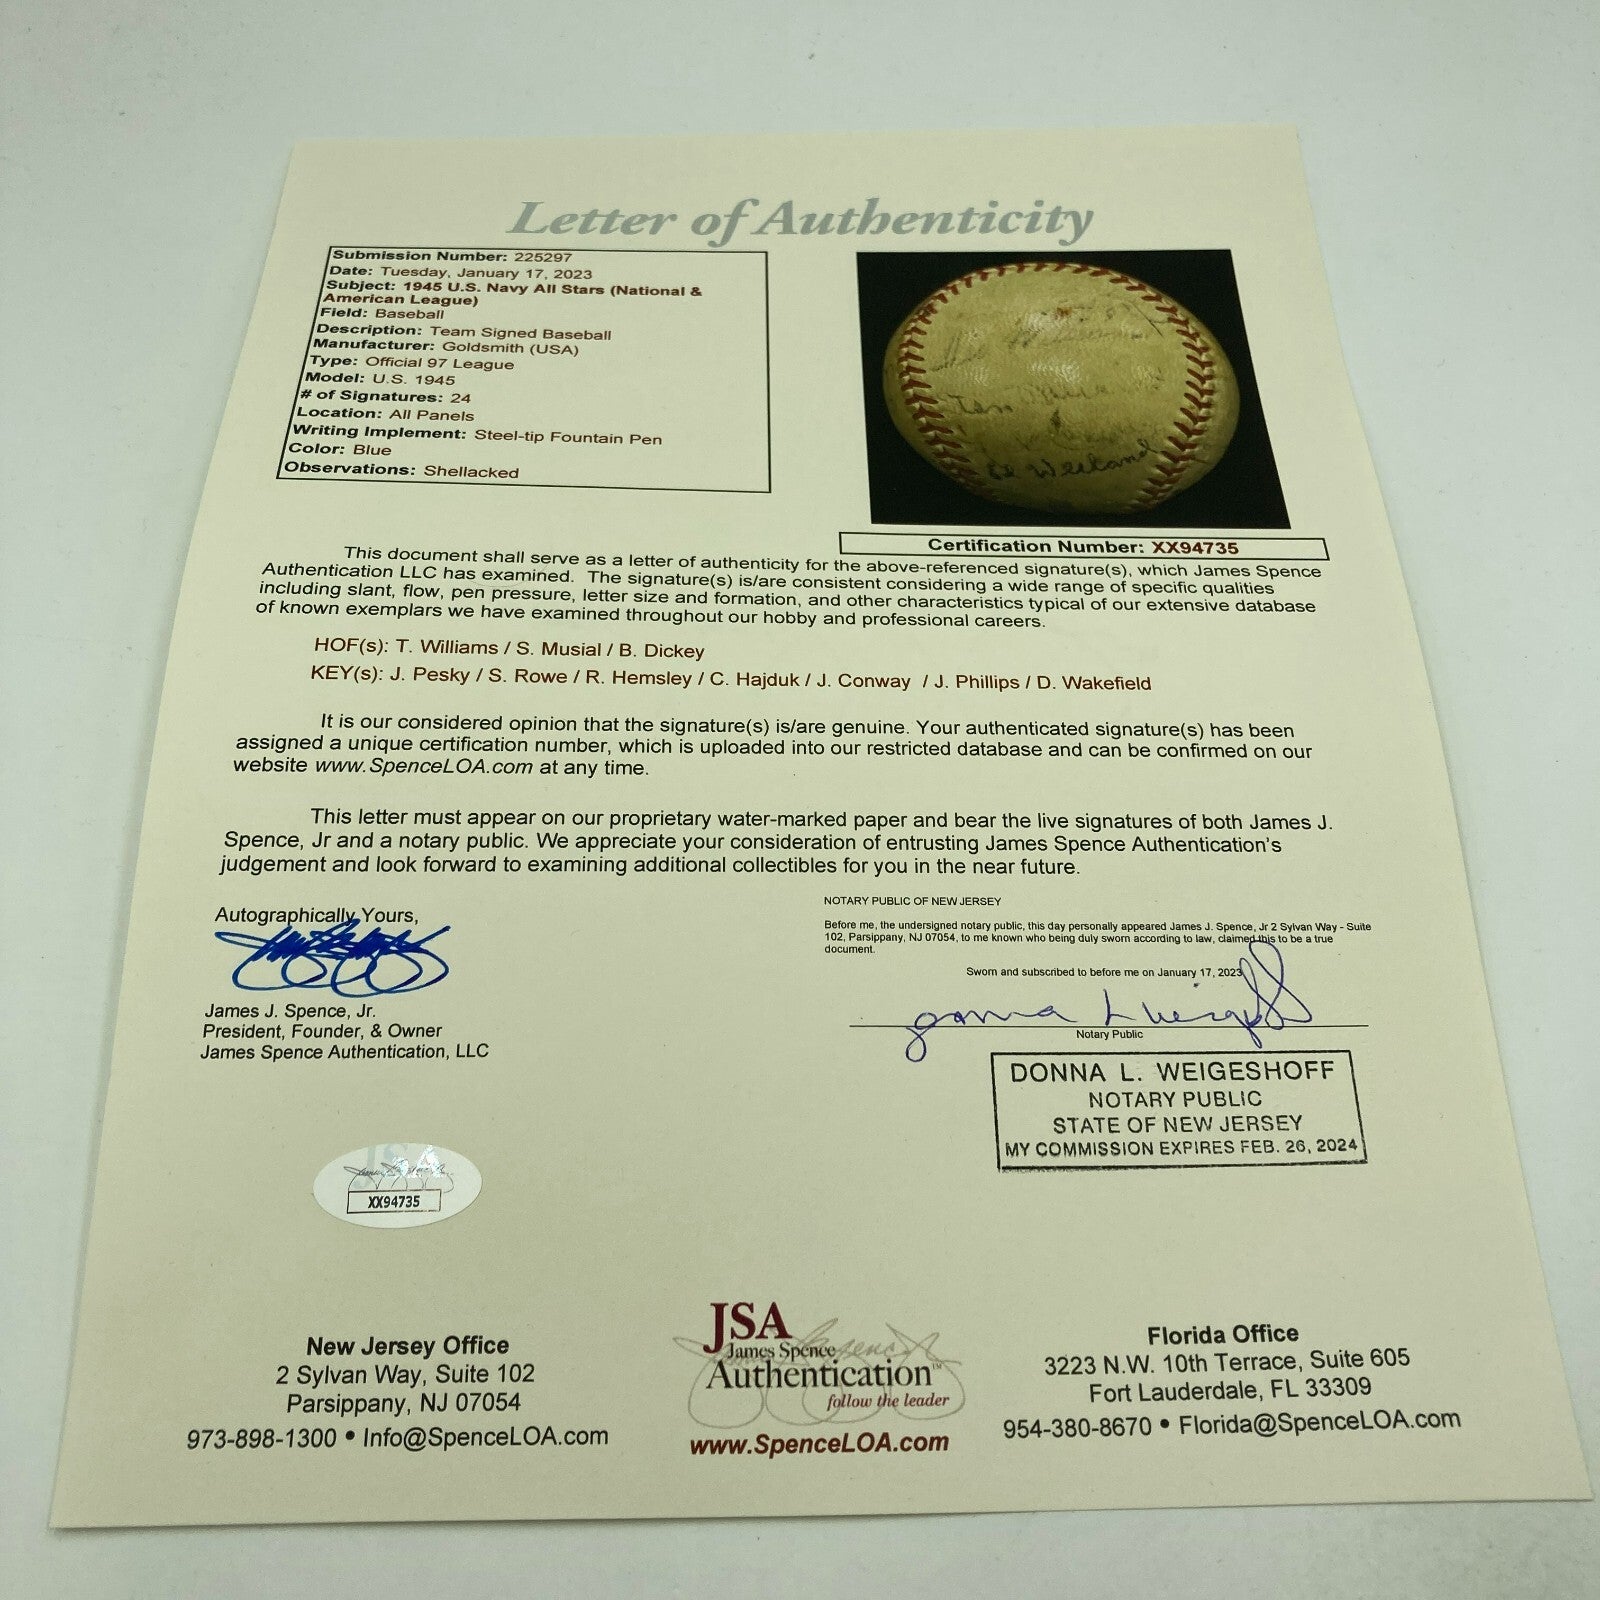 Letter of Authenticity
Submission Number: 225297
Date: Tuesday, January 17, 2023
Subject: 1945 U.S. Navy All Stars (National &
American League)
Field: Baseball
Description: Team Signed Baseball
Manufacturer: Goldsmith (USA)
Type: Official 97 League
Model: U.S. 1945
# of Signatures: 24
Location: All Panels
Writing Implement: Steel-tip Fountain Pen
Color: Blue
Observations: Shellacked
Certification Number: XX94735
This document shall serve as a letter of authenticity for the above-referenced signature(s), which James Spence
Authentication LLC has examined. The signature(s) is/are consistent considering a wide range of specific qualities
including slant, flow, pen pressure, letter size and formation, and other characteristics typical of our extensive database
of known exemplars we have examined throughout our hobby and professional careers.
HOF(s): T. Williams / S. Musial / B. Dickey
KEY(s): J. Pesky / S. Rowe / R. Hemsley / C. Hajduk / J. Conway / J. Phillips / D. Wakefield
It is our considered opinion that the signature(s) is/are genuine. Your authenticated signature(s) has been
assigned a unique certification number, which is uploaded into our restricted database and can be confirmed on our
website www.SpenceLOA.com at any time.
This letter must appear on our proprietary water-marked paper and bear the live signatures of both James J.
Spence, Jr and a notary public. We appreciate your consideration of entrusting James Spence Authentication's
judgement and look forward to examining additional collectibles for you in the near future.
Autographically Yours,
James J. Spence, Jr.
President, Founder, & Owner
James Spence Authentication, LLC
NOTARY PUBLIC OF NEW JERSEY
Before me, the undersigned notary public, this day personally appeared James J. Spence, Jr 2 Sylvan Way - Suite
102, Parsippany, NJ 07054, to me known who being duly sworn according to law, claimed this to be a true
document.
Sworn and subscribed to before me on January 17, 2023
Notary Public
DONNA L. WEIGESHOFF
NOTARY PUBLIC
STATE OF NEW JERSEY
MY COMMISSION EXPIRES FEB. 26, 2024
JSA
XX94735
New Jersey Office
2 Sylvan Way, Suite 102
Parsippany, NJ 07054
973-898-1300 • Info@SpenceLOA.com
JSA
James Spence
Authentication™
follow the leader
www.SpenceLOA.com
Florida Office
3223 N.W. 10th Terrace, Suite 605
Fort Lauderdale, FL 33309
954-380-8670 • Florida@SpenceLOA.com